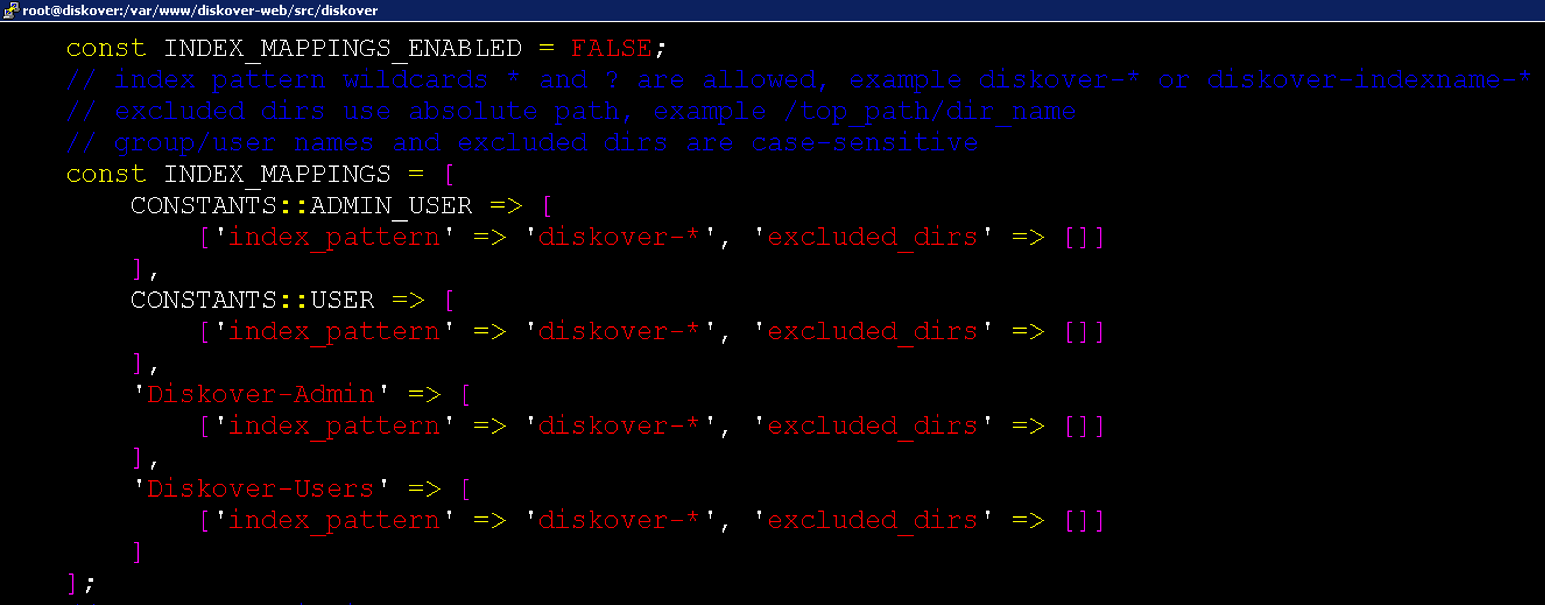 root@diskover:/var/www/diskover-web/src/diskover
const INDEX_MAPPINGS_ENABLED = FALSE;
// index pattern wildcards * and ? are allowed, example diskover-* or diskover-indexname-*
// excluded dirs use absolute path, example /top_path/dir_name
// group/user names and excluded dirs are case-sensitive
const INDEX_MAPPINGS = [
CONSTANTS::ADMIN_USER => [
['index_pattern' => 'diskover-*', 'excluded_dirs' => []]
],
CONSTANTS::USER => [
['index_pattern' => 'diskover-*', 'excluded_dirs' => []]
],
'Diskover-Admin' => [
['index_pattern' => 'diskover-*', 'excluded_dirs' => []]
],
'Diskover-Users' => [
['index_pattern' => 'diskover-*', 'excluded_dirs' => []]
]
];